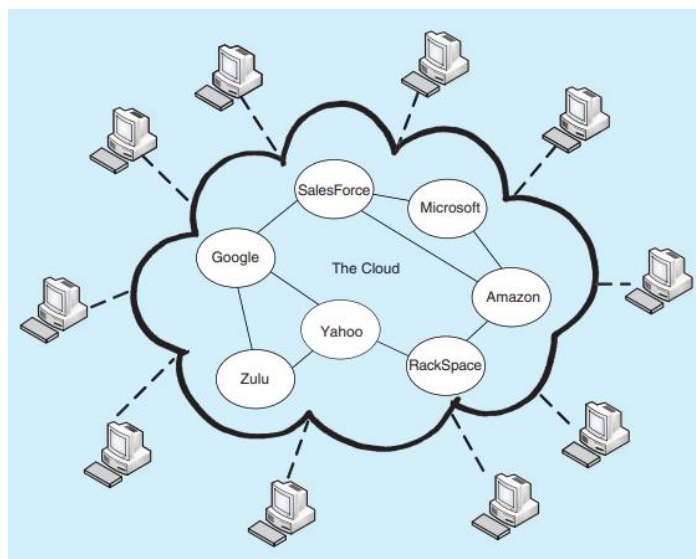 SalesForce
Microsoft
Google
The Cloud
Amazon
Yahoo
RackSpace
Zulu